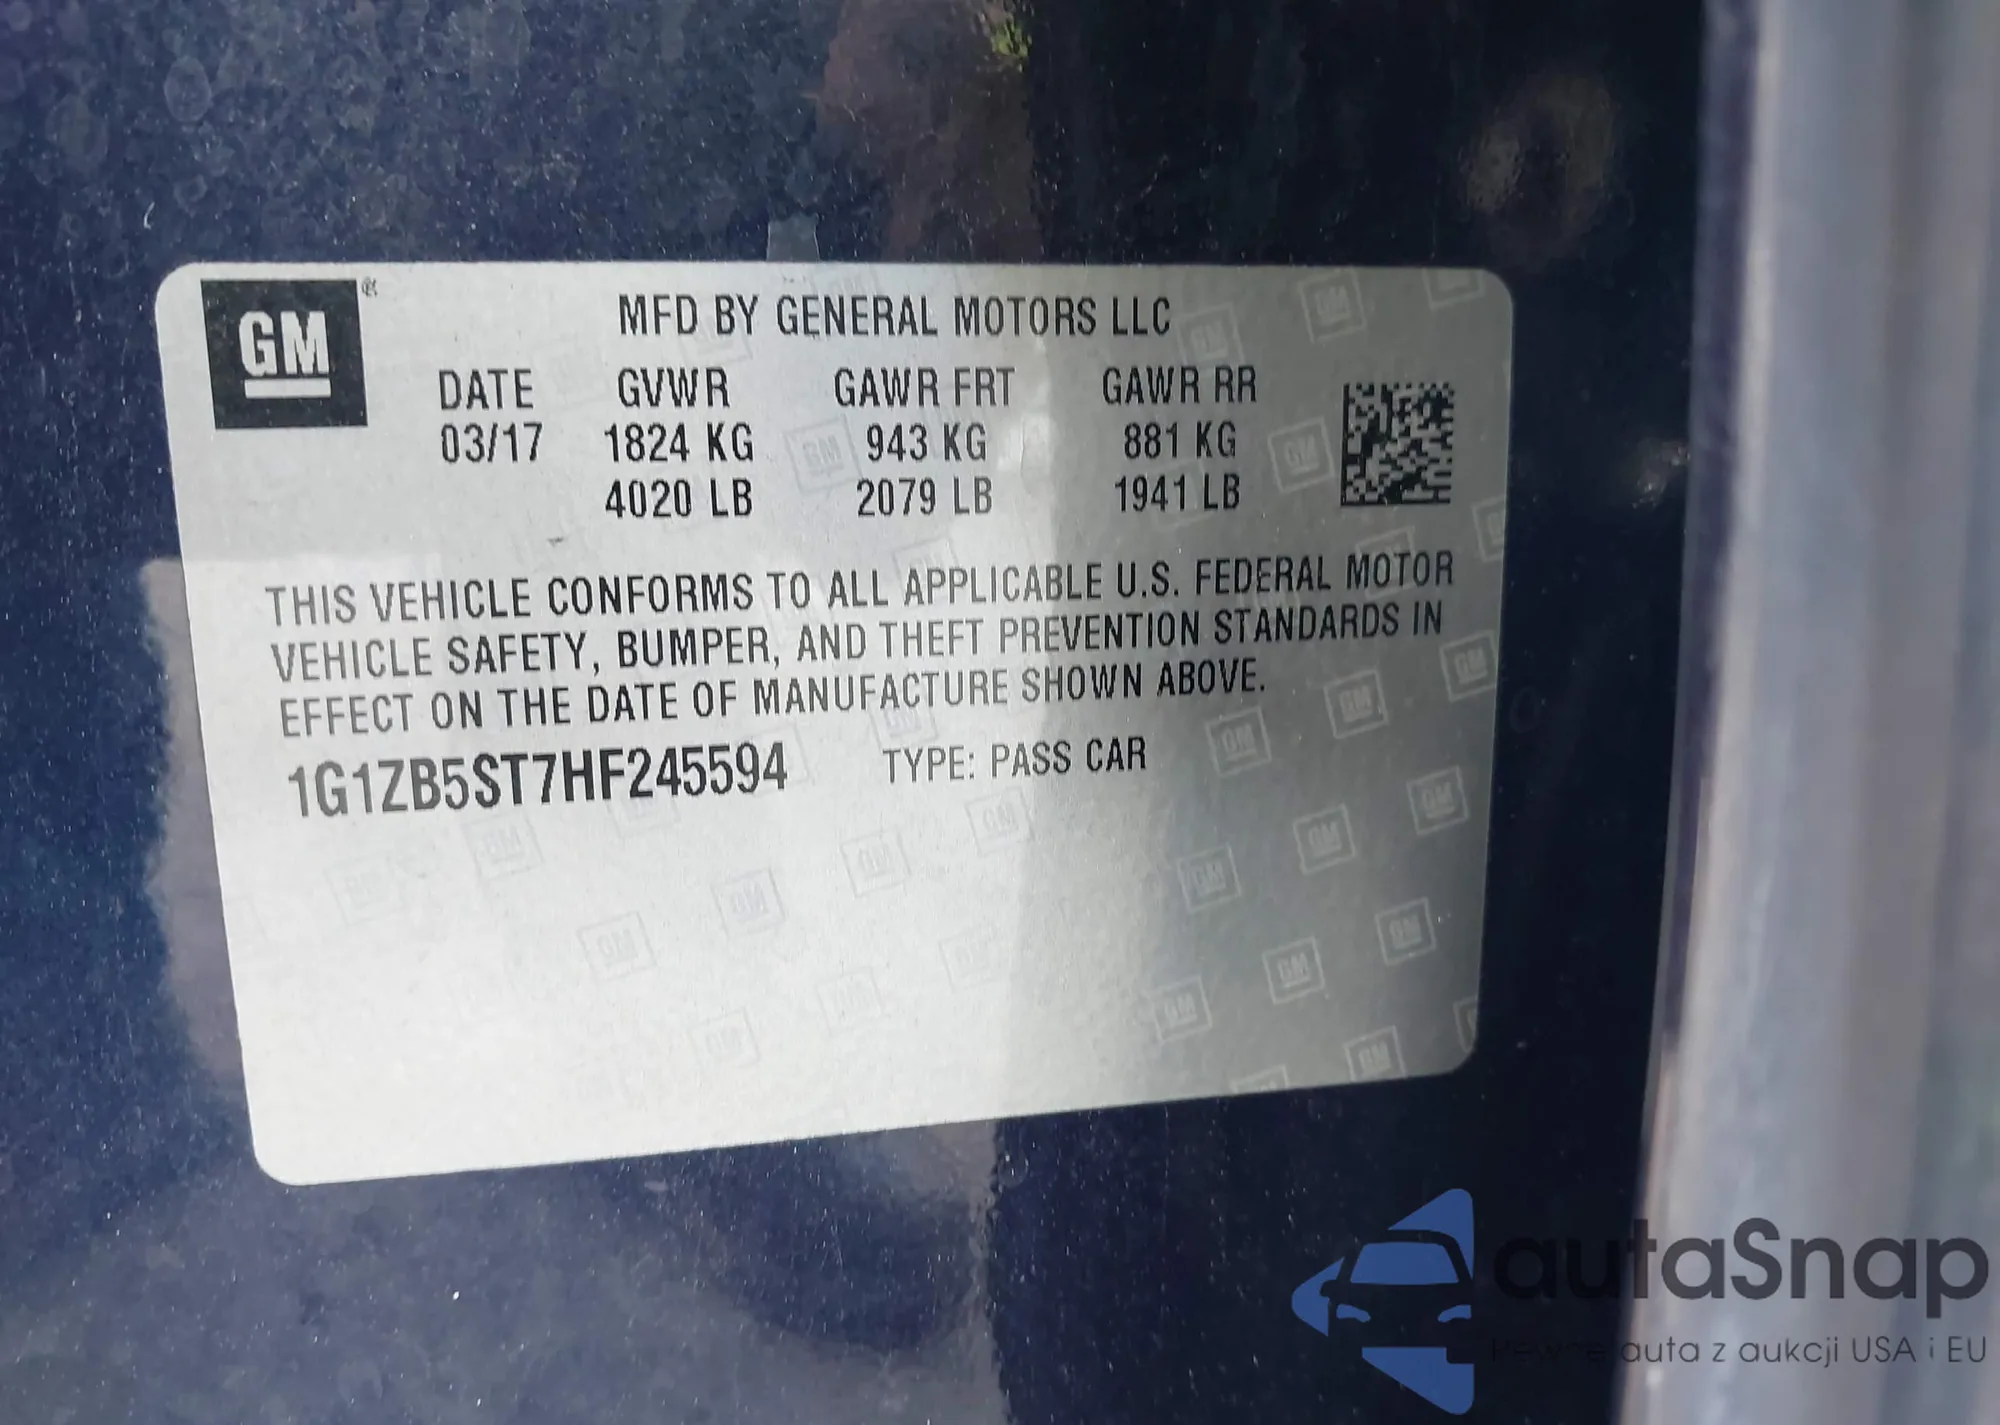 GM
MFD BY GENERAL MOTORS LLC
DATE GVWR GAWR FRT GAWR RR
03/17 1824 KG 943 KG 881 KG
4020 LB 2079 LB 1941 LB
THIS VEHICLE CONFORMS TO ALL APPLICABLE U.S. FEDERAL MOTOR
VEHICLE SAFETY, BUMPER, AND THEFT PREVENTION STANDARDS IN
EFFECT ON THE DATE OF MANUFACTURE SHOWN ABOVE.
1G1ZB5ST7HF245594 TYPE: PASS CAR
autaSnap
Pewne auta z aukcji USA i EU